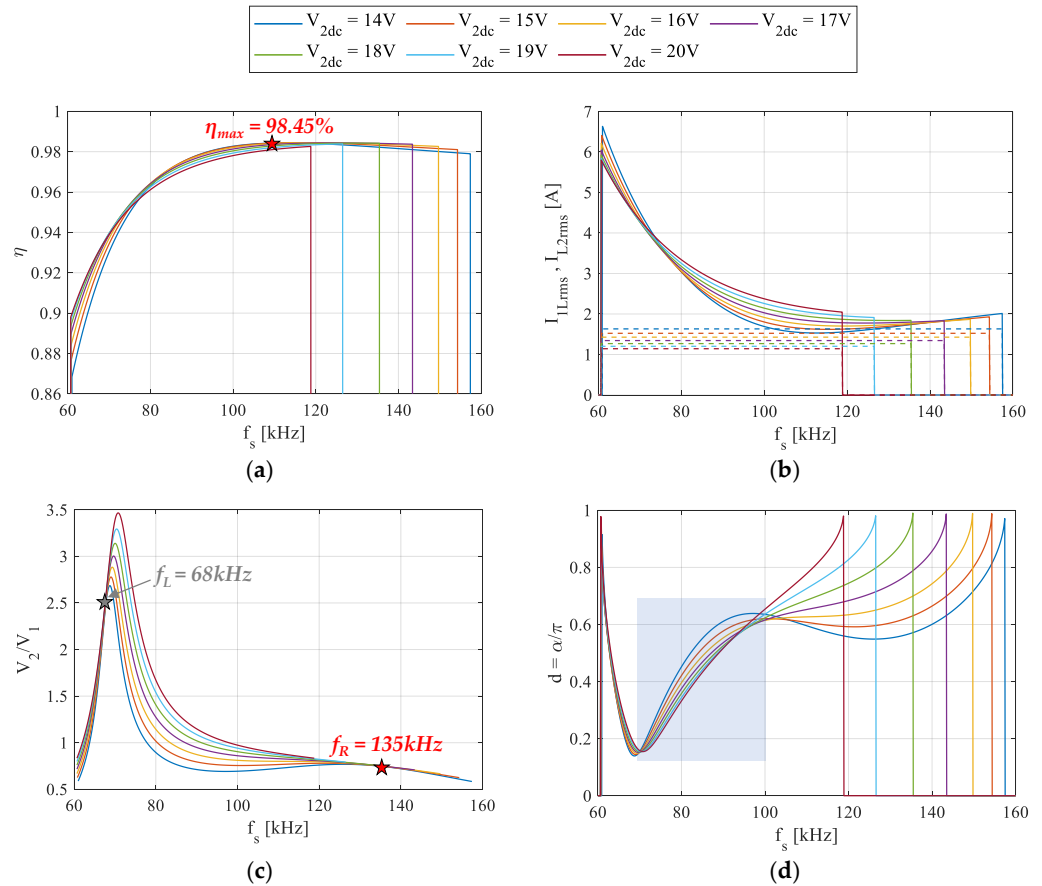 V2dc = 14V V2dc = 15V V2dc = 16V V2dc = 17V
V2dc = 18V V2dc = 19V V2dc = 20V
1
0.98
0.96
0.94
0.92
0.9
0.88
0.86
η
ηmax = 98.45%
60 80 100 120 140 160
fs [kHz]
(a)
7
6
5
4
3
2
1
0
I1Lrms , IL2rms [A]
60 80 100 120 140 160
fs [kHz]
(b)
3.5
3
2.5
2
1.5
1
0.5
V2/V1
fL = 68kHz
fR = 135kHz
60 80 100 120 140 160
fs [kHz]
(c)
1
0.8
0.6
0.4
0.2
0
d = α/π
60 80 100 120 140 160
fs [kHz]
(d)